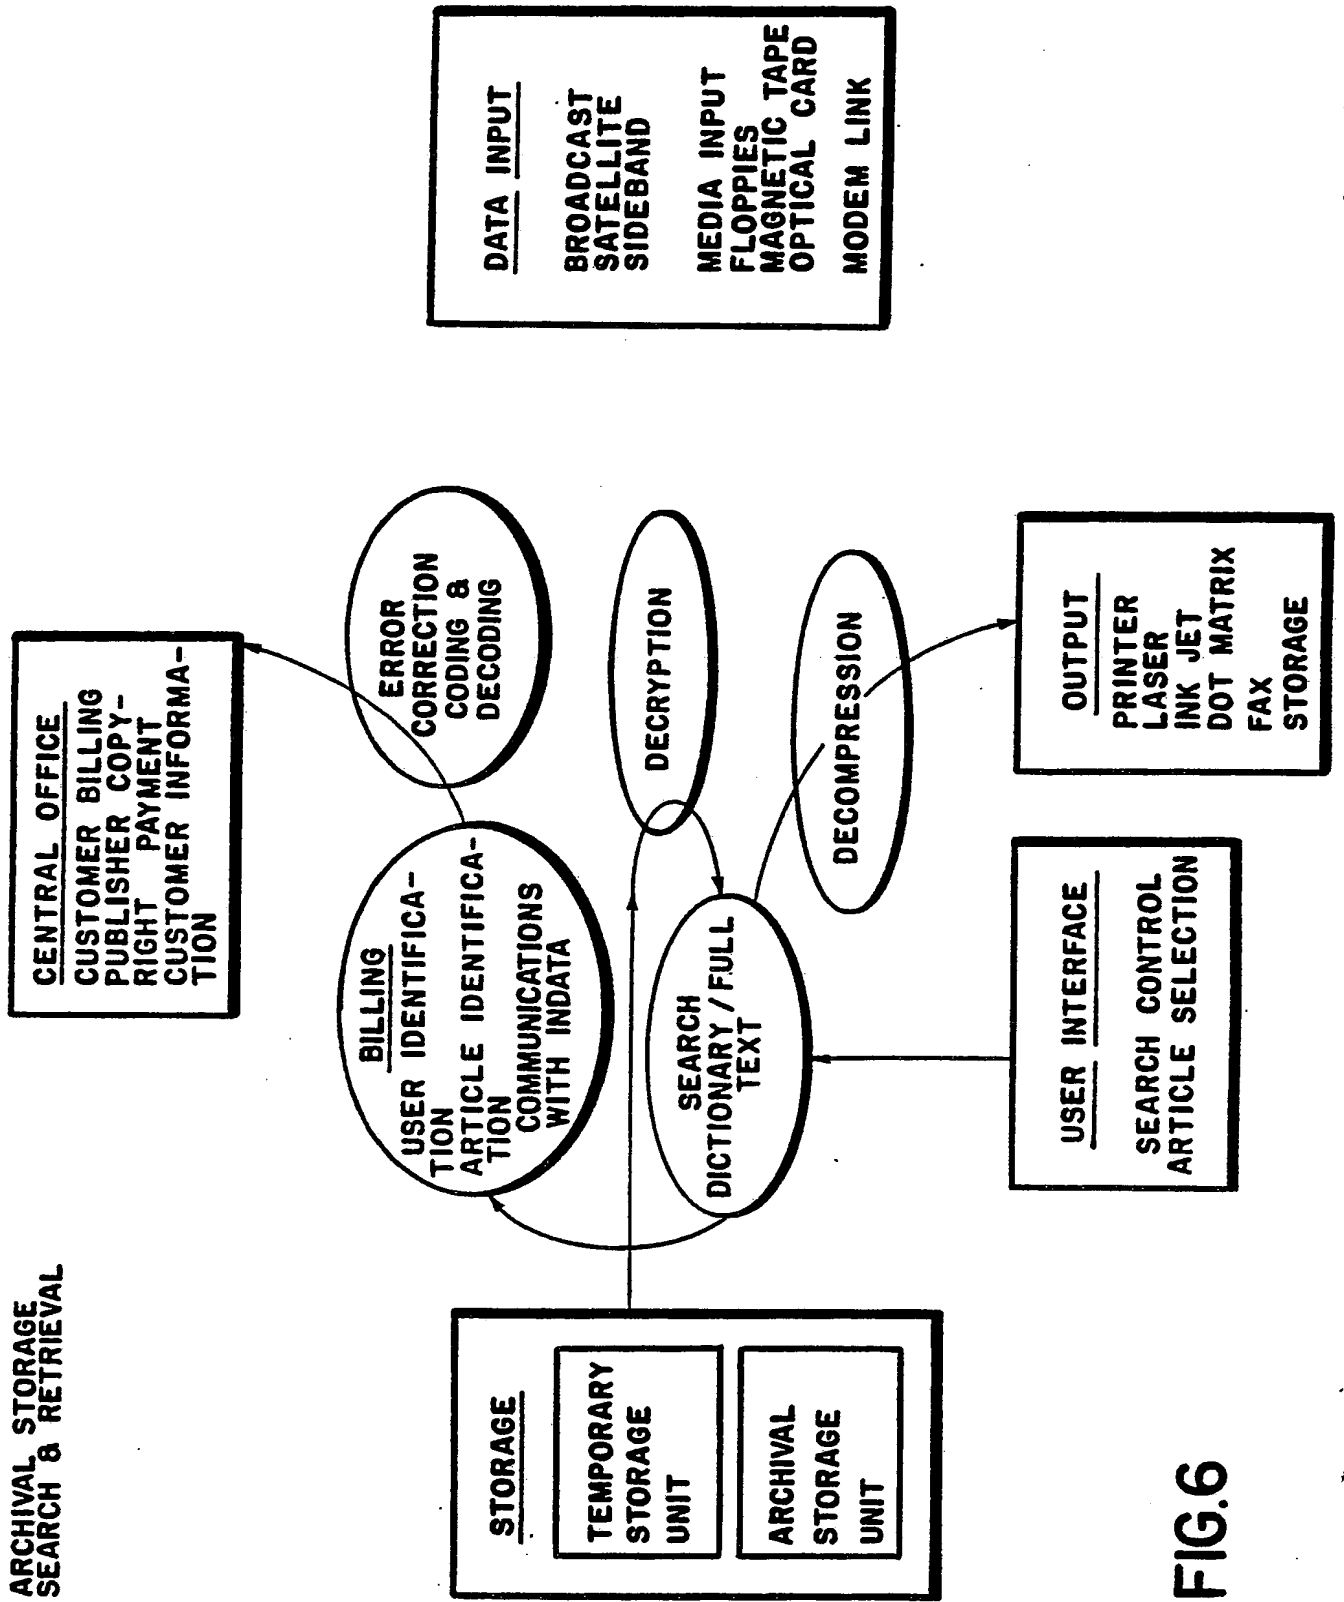 ARCHIVAL STORAGE
SEARCH & RETRIEVAL
CENTRAL OFFICE
CUSTOMER BILLING
PUBLISHER COPY-
RIGHT PAYMENT
CUSTOMER INFORMA-
TION
BILLING
USER IDENTIFICA-
TION
ARTICLE IDENTIFICA-
TION
COMMUNICATIONS
WITH INDATA
ERROR
CORRECTION
CODING &
DECODING
DATA INPUT
BROADCAST
SATELLITE
SIDEBAND
MEDIA INPUT
FLOPPIES
MAGNETIC TAPE
OPTICAL CARD
MODEM LINK
STORAGE
TEMPORARY
STORAGE
UNIT
ARCHIVAL
STORAGE
UNIT
DECRYPTION
SEARCH
DICTIONARY / FULL
TEXT
DECOMPRESSION
USER INTERFACE
SEARCH CONTROL
ARTICLE SELECTION
OUTPUT
PRINTER
LASER
INK JET
DOT MATRIX
FAX
STORAGE
FIG.6